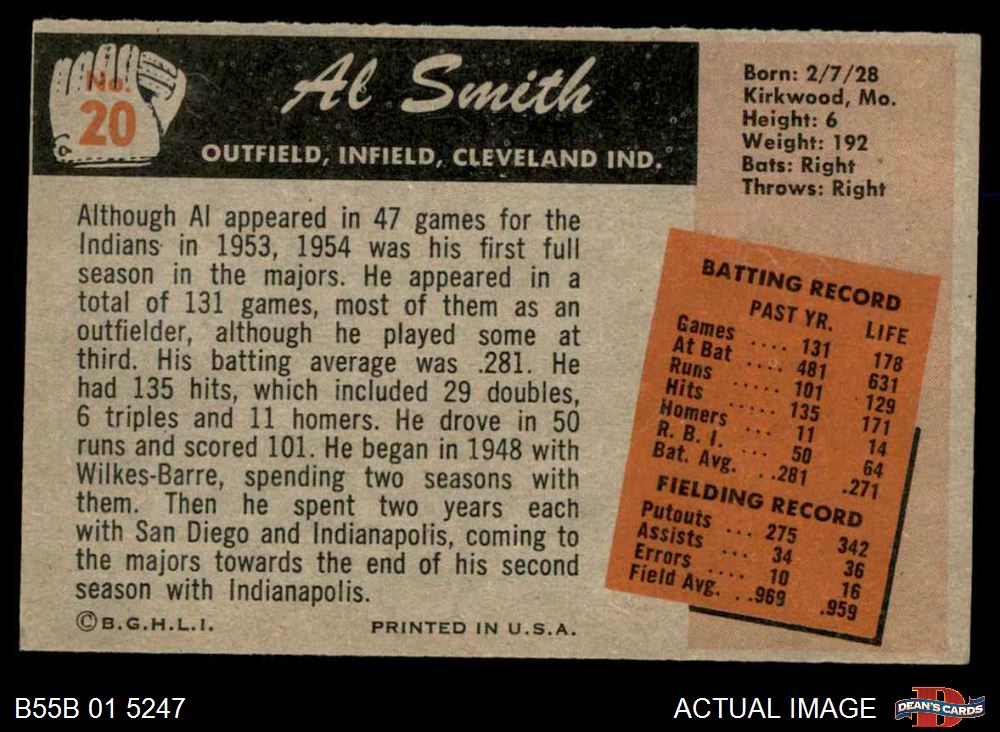 No.
20
Al Smith
OUTFIELD, INFIELD, CLEVELAND IND.
Born: 2/7/28
Kirkwood, Mo.
Height: 6
Weight: 192
Bats: Right
Throws: Right
Although Al appeared in 47 games for the
Indians in 1953, 1954 was his first full
season in the majors. He appeared in a
total of 131 games, most of them as an
outfielder, although he played some at
third. His batting average was .281. He
had 135 hits, which included 29 doubles,
6 triples and 11 homers. He drove in 50
runs and scored 101. He began in 1948 with
Wilkes-Barre, spending two seasons with
them. Then he spent two years each
with San Diego and Indianapolis, coming to
the majors towards the end of his second
season with Indianapolis.
©B.G.H.L.I. PRINTED IN U.S.A.
BATTING RECORD
PAST YR. LIFE
Games .... 131 178
At Bat .... 481 631
Runs ..... 101 129
Hits ..... 135 171
Homers ... 11 14
R. B. I. ... 50 64
Bat. Avg. ..281 .271
FIELDING RECORD
Putouts ... 275 342
Assists ... 34 36
Errors .... 10 16
Field Avg. ..969 .959
B55B 01 5247
ACTUAL IMAGE
D
DEAN'S CARDS